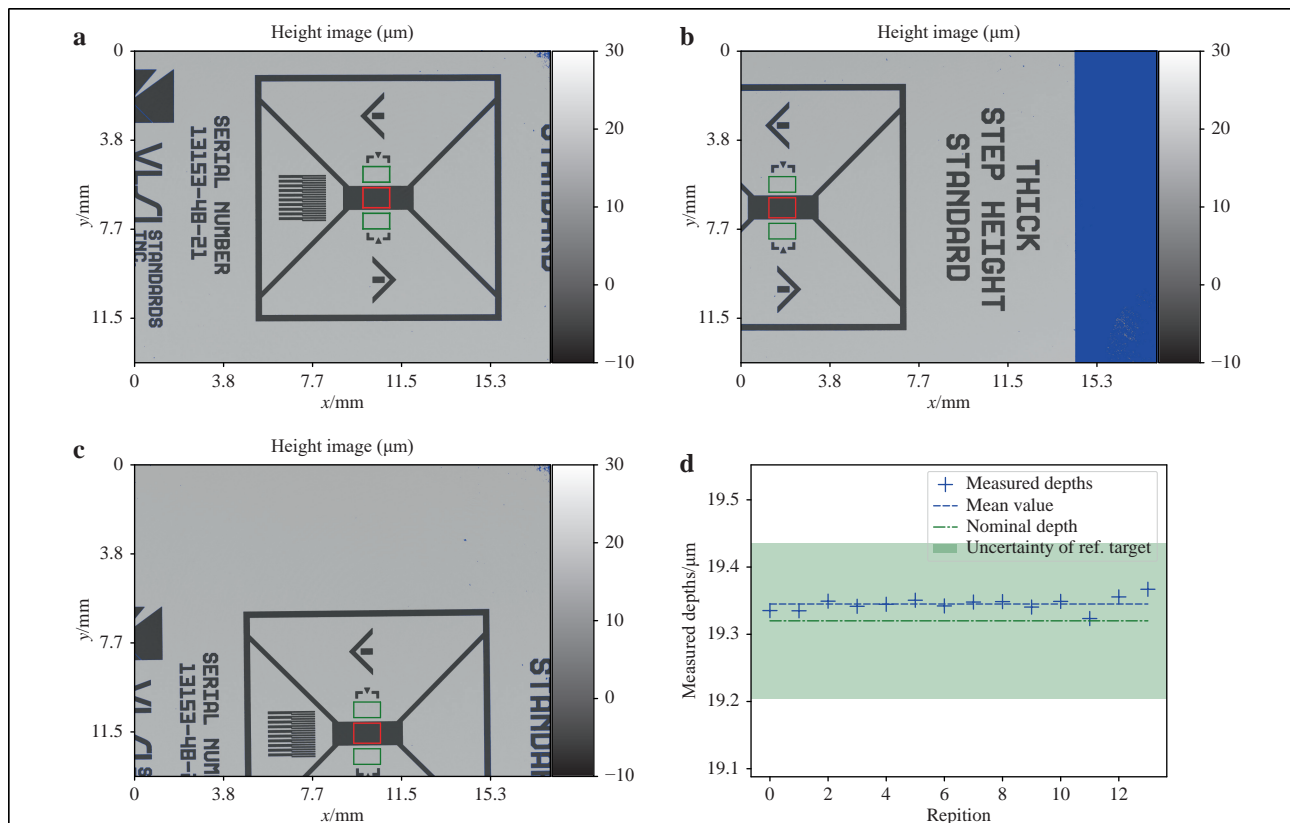 a
Height image (μm)
0
3.8
7.7
11.5
y/mm
0
3.8
7.7
11.5
15.3
x/mm
30
20
10
0
−10
VLSI
STANDARDS
INC
SERIAL NUMBER
13153-4B-21
STANDARD
b
Height image (μm)
0
3.8
7.7
11.5
y/mm
0
3.8
7.7
11.5
15.3
x/mm
30
20
10
0
−10
THICK
STEP HEIGHT
STANDARD
c
Height image (μm)
0
3.8
7.7
11.5
y/mm
0
3.8
7.7
11.5
15.3
x/mm
30
20
10
0
−10
SERIAL NUM
13153-4B-
STANDAR
d
Measured depths
Mean value
Nominal depth
Uncertainty of ref. target
19.5
19.4
19.3
19.2
19.1
Measured depths/μm
0
2
4
6
8
10
12
Repition